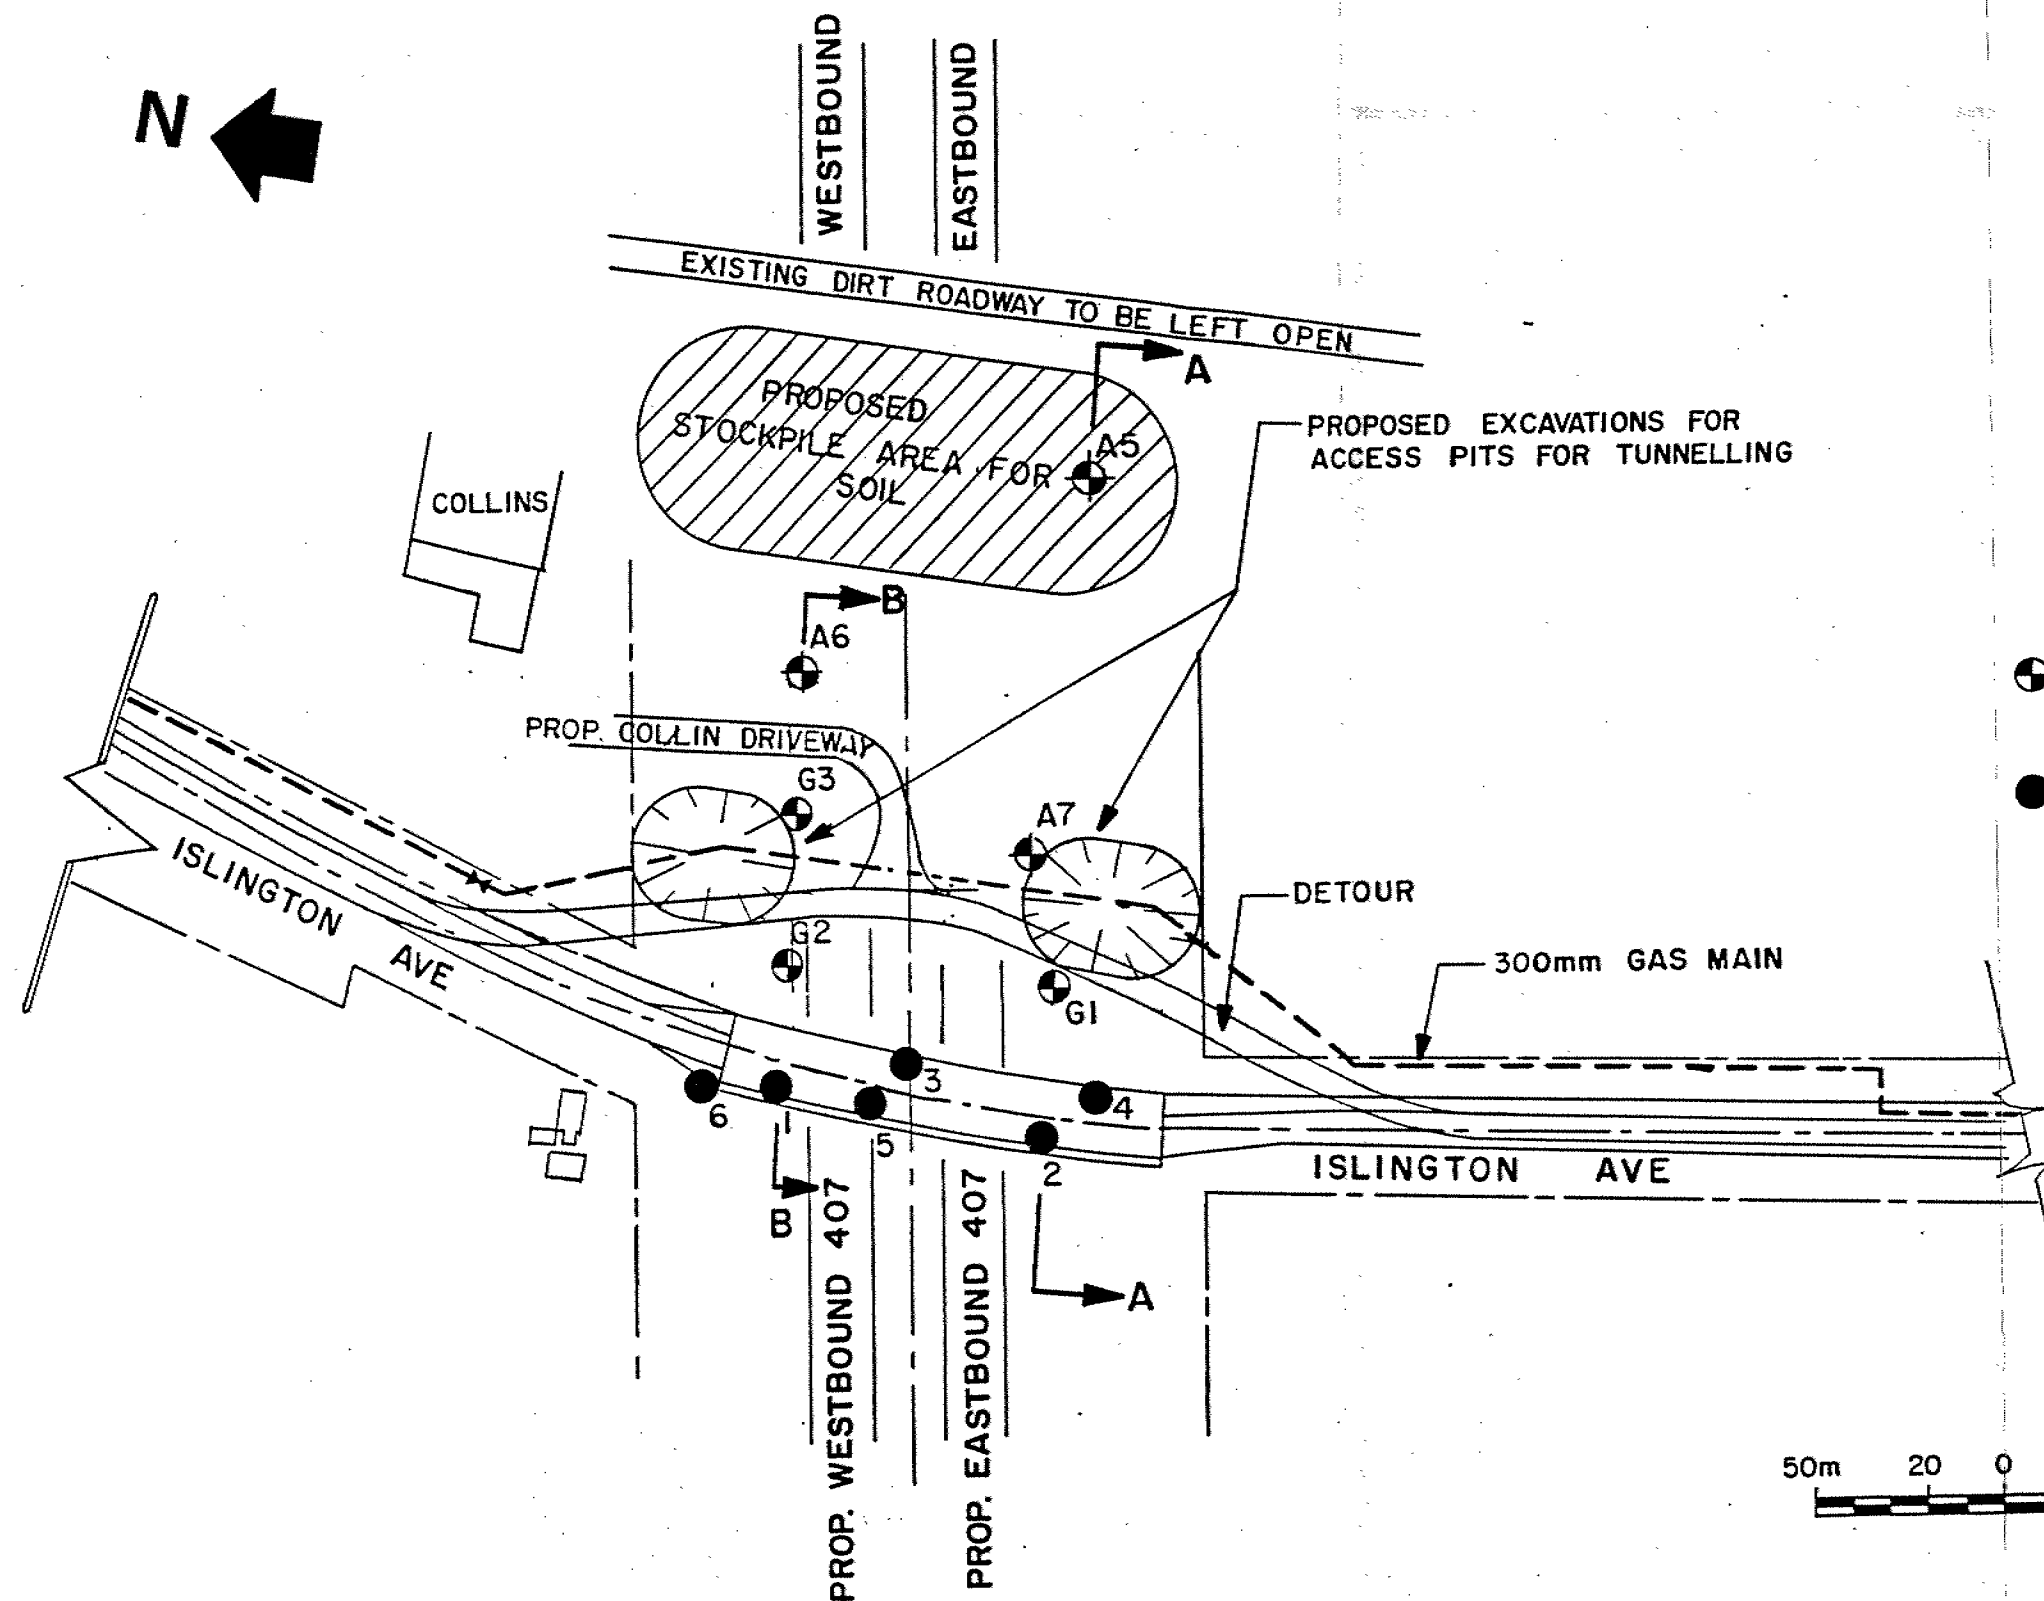 N
WESTBOUND
EASTBOUND
EXISTING DIRT ROADWAY TO BE LEFT OPEN
A
PROPOSED
STOCKPILE AREA FOR
SOIL
A5
PROPOSED EXCAVATIONS FOR
ACCESS PITS FOR TUNNELLING
COLLINS
B
A6
PROP. COLLIN DRIVEWAY
G3
A7
ISLINGTON AVE
DETOUR
G2
300mm GAS MAIN
G1
3
6
4
5
2
ISLINGTON AVE
B
A
PROP. WESTBOUND 407
PROP. EASTBOUND 407
50m 20 0